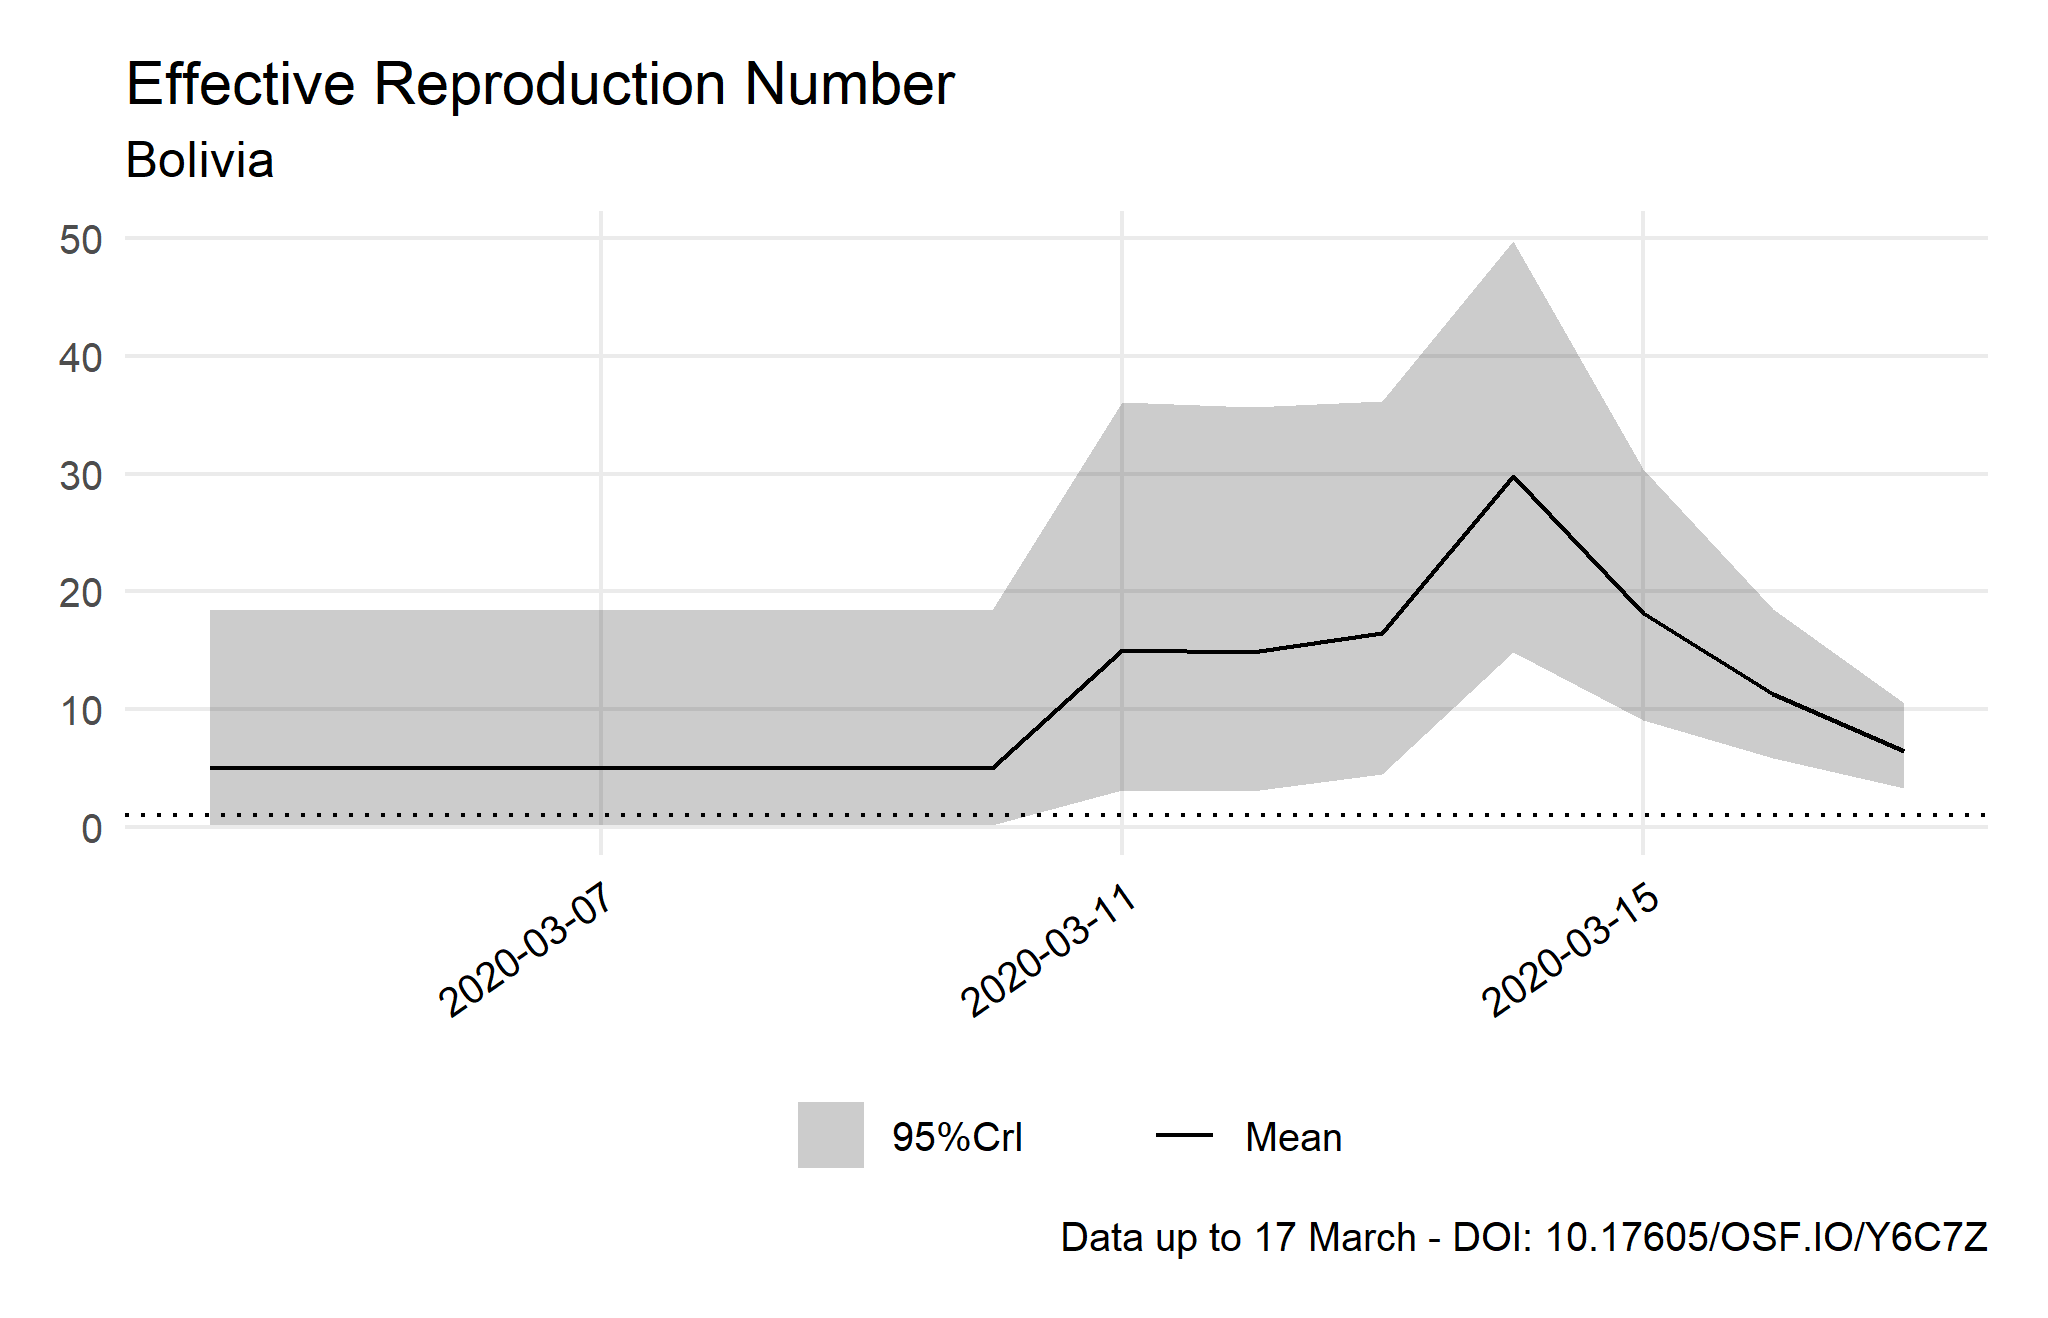 Effective Reproduction Number
Bolivia
50
40
30
20
10
0
2020-03-07
2020-03-11
2020-03-15
95%CrI
Mean
Data up to 17 March - DOI: 10.17605/OSF.IO/Y6C7Z